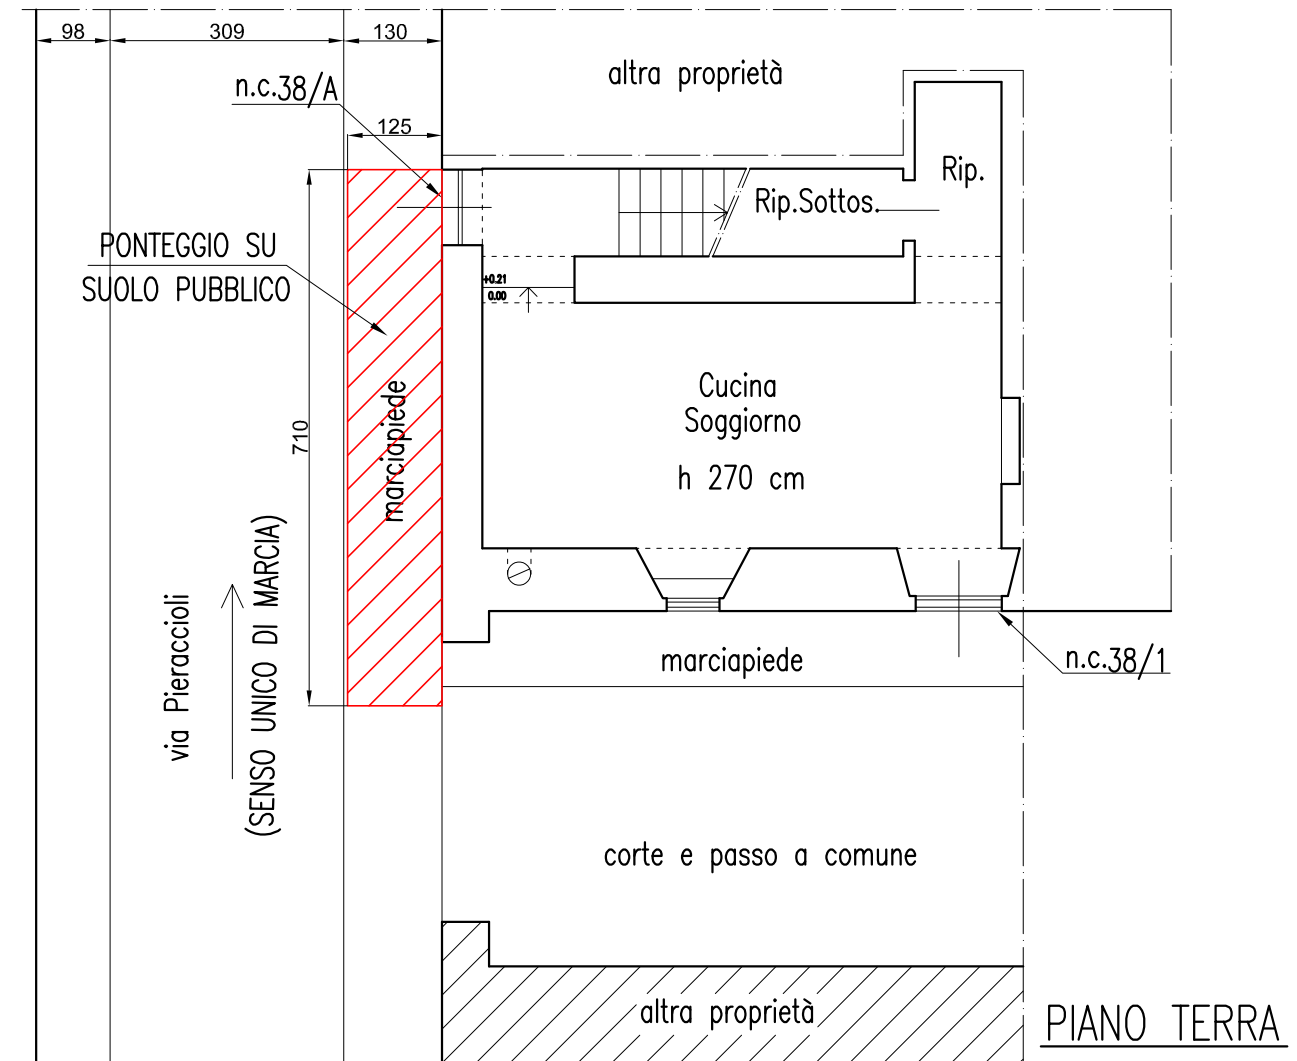 98
309
130
n.c.38/A
altra proprietà
125
Rip.
Rip.Sottos.
PONTEGGIO SU
SUOLO PUBBLICO
+0.21
0.00
marciapiede
710
Cucina
Soggiorno
h 270 cm
via Pieraccioli
(SENSO UNICO DI MARCIA)
marciapiede
n.c.38/1
corte e passo a comune
altra proprietà
PIANO TERRA